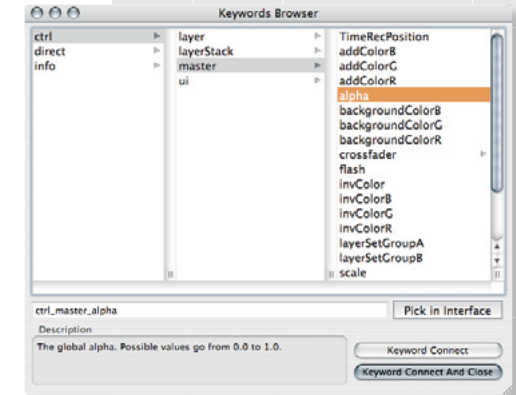 Keywords Browser
ctrl
direct
info
layer
layerStack
master
ui
TimeRecPosition
addColorB
addColorG
addColorR
alpha
backgroundColorB
backgroundColorG
backgroundColorR
crossfader
flash
invColor
invColorB
invColorG
invColorR
layerSetGroupA
layerSetGroupB
scale
ctrl_master_alpha
Pick in Interface
Description
The global alpha. Possible values go from 0.0 to 1.0.
Keyword Connect
Keyword Connect And Close